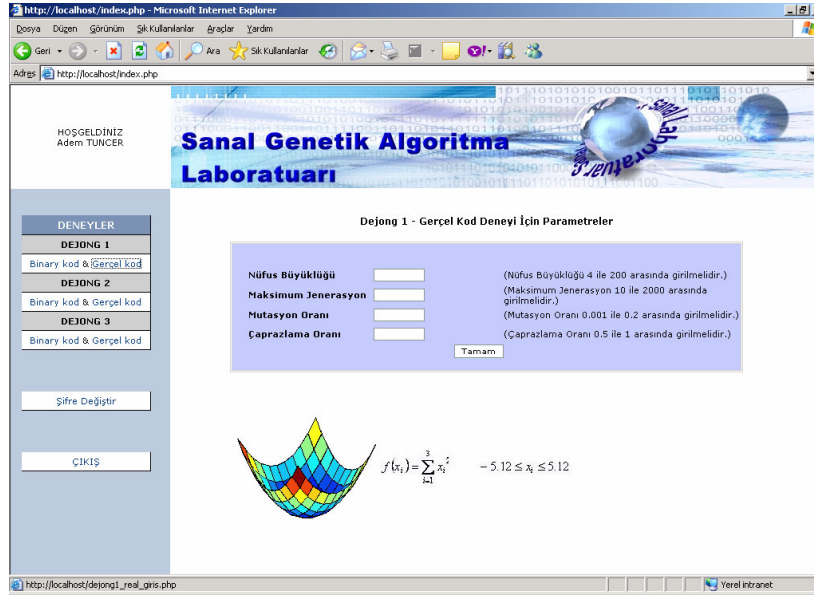 http://localhost/index.php - Microsoft Internet Explorer
Dosya Düzen Görünüm Sık Kullanılanlar Araçlar Yardım
Geri Ara Sık Kullanılanlar
Adres http://localhost/index.php
HOŞGELDİNİZ
Adem TUNCER
Sanal Genetik Algoritma
Laboratuarı
DENEYLER
DEJONG 1
Binary kod & Gerçel kod
DEJONG 2
Binary kod & Gerçel kod
DEJONG 3
Binary kod & Gerçel kod
Şifre Değiştir
ÇIKIŞ
Dejong 1 - Gerçel Kod Deneyi İçin Parametreler
Nüfus Büyüklüğü (Nüfus Büyüklüğü 4 ile 200 arasında girilmelidir.)
Maksimum Jenerasyon (Maksimum Jenerasyon 10 ile 2000 arasında
girilmelidir.)
Mutasyon Oranı (Mutasyon Oranı 0.001 ile 0.2 arasında girilmelidir.)
Çaprazlama Oranı (Çaprazlama Oranı 0.5 ile 1 arasında girilmelidir.)
Tamam
f(x_i) = ∑_{i=1}^{3} x_i^2 - 5.12 ≤ x_i ≤ 5.12
http://localhost/dejong1_real_giris.php
Yerel intranet